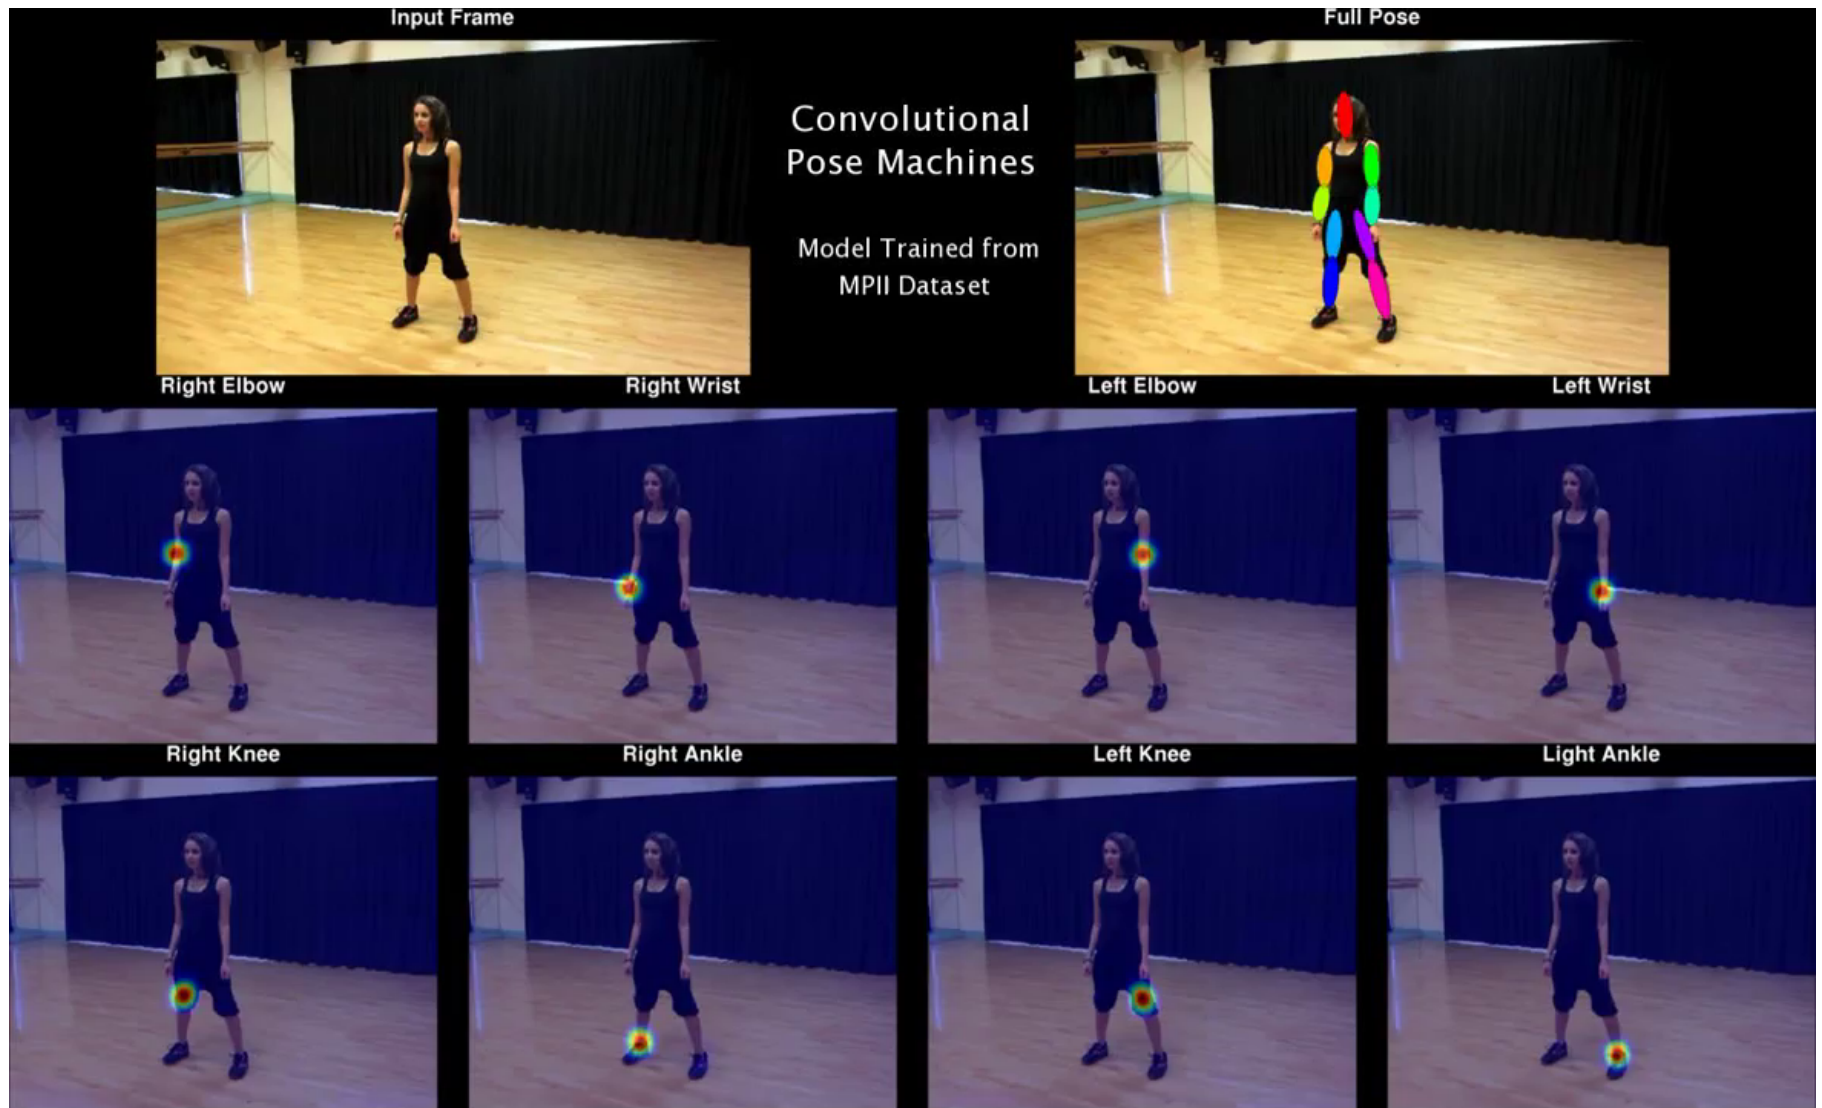 Input Frame
Full Pose
Convolutional
Pose Machines
Model Trained from
MPII Dataset
Right Elbow
Right Wrist
Left Elbow
Left Wrist
Right Knee
Right Ankle
Left Knee
Light Ankle